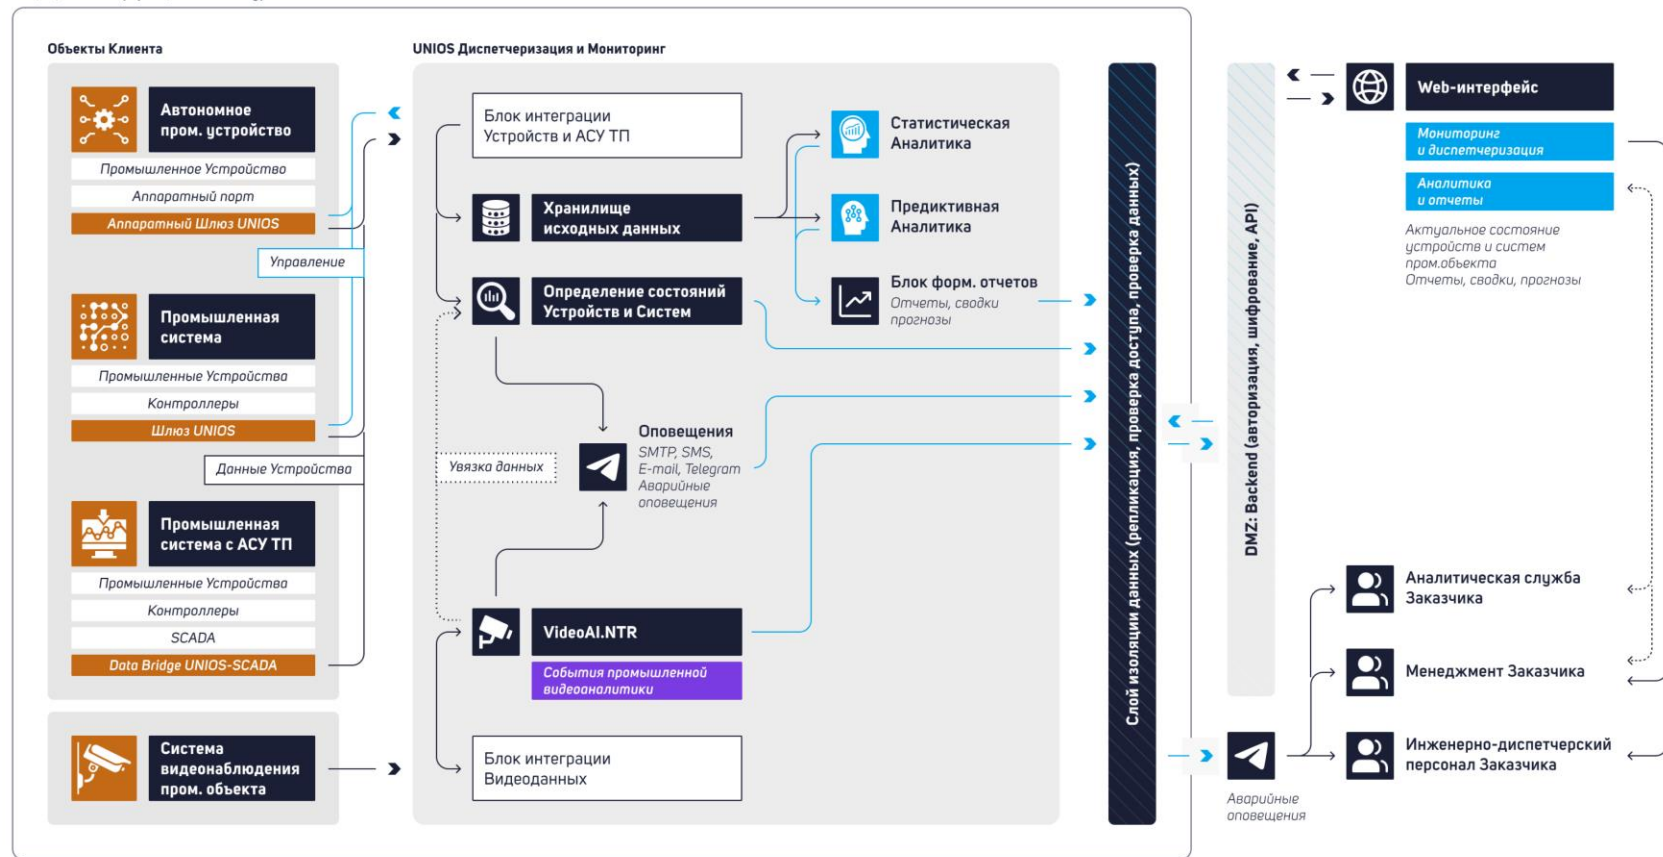 Объекты Клиента
Автономное
пром. устройство
Промышленное Устройство
Аппаратный порт
Аппаратный Шлюз UNIOS
Управление
Промышленная
система
Промышленные Устройства
Контроллеры
Шлюз UNIOS
Данные Устройства
Промышленная
система с АСУ ТП
Промышленные Устройства
Контроллеры
SCADA
Data Bridge UNIOS-SCADA
Система
видеонаблюдения
пром. объекта
UNIOS Диспетчеризация и Мониторинг
Блок интеграции
Устройств и АСУ ТП
Хранилище
исходных данных
Определение состояний
Устройств и Систем
Статистическая
Аналитика
Предиктивная
Аналитика
Блок форм. отчетов
Отчеты, сводки
прогнозы
Увязка данных
Оповещения
SMTP, SMS,
E-mail, Telegram
Аварийные
оповещения
VideoAI.NTR
События промышленной
видеоаналитики
Блок интеграции
Видеоданных
Слой изоляции данных (репликация, проверка доступа, проверка данных)
DMZ: Backend (авторизация, шифрование, API)
Web-интерфейс
Мониторинг
и диспетчеризация
Аналитика
и отчеты
Актуальное состояние
устройств и систем
пром.объекта
Отчеты, сводки, прогнозы
Аналитическая служба
Заказчика
Менеджмент Заказчика
Инженерно-диспетчерский
персонал Заказчика
Аварийные
оповещения